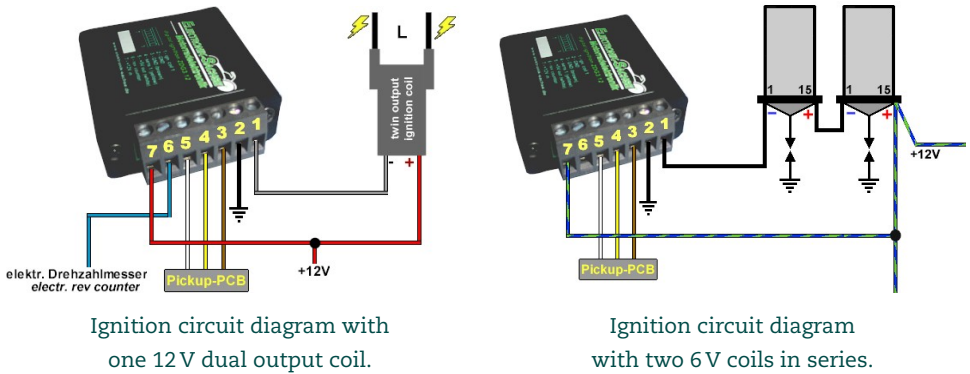 L
twin output
ignition coil
- +
7 6 5 4 3 2 1
+12V
elektr. Drehzahlmesser
electr. rev counter
Pickup-PCB
Ignition circuit diagram with
one 12 V dual output coil.
1 15 1 15
- + - +
+12V
7 6 5 4 3 2 1
Pickup-PCB
Ignition circuit diagram
with two 6 V coils in series.